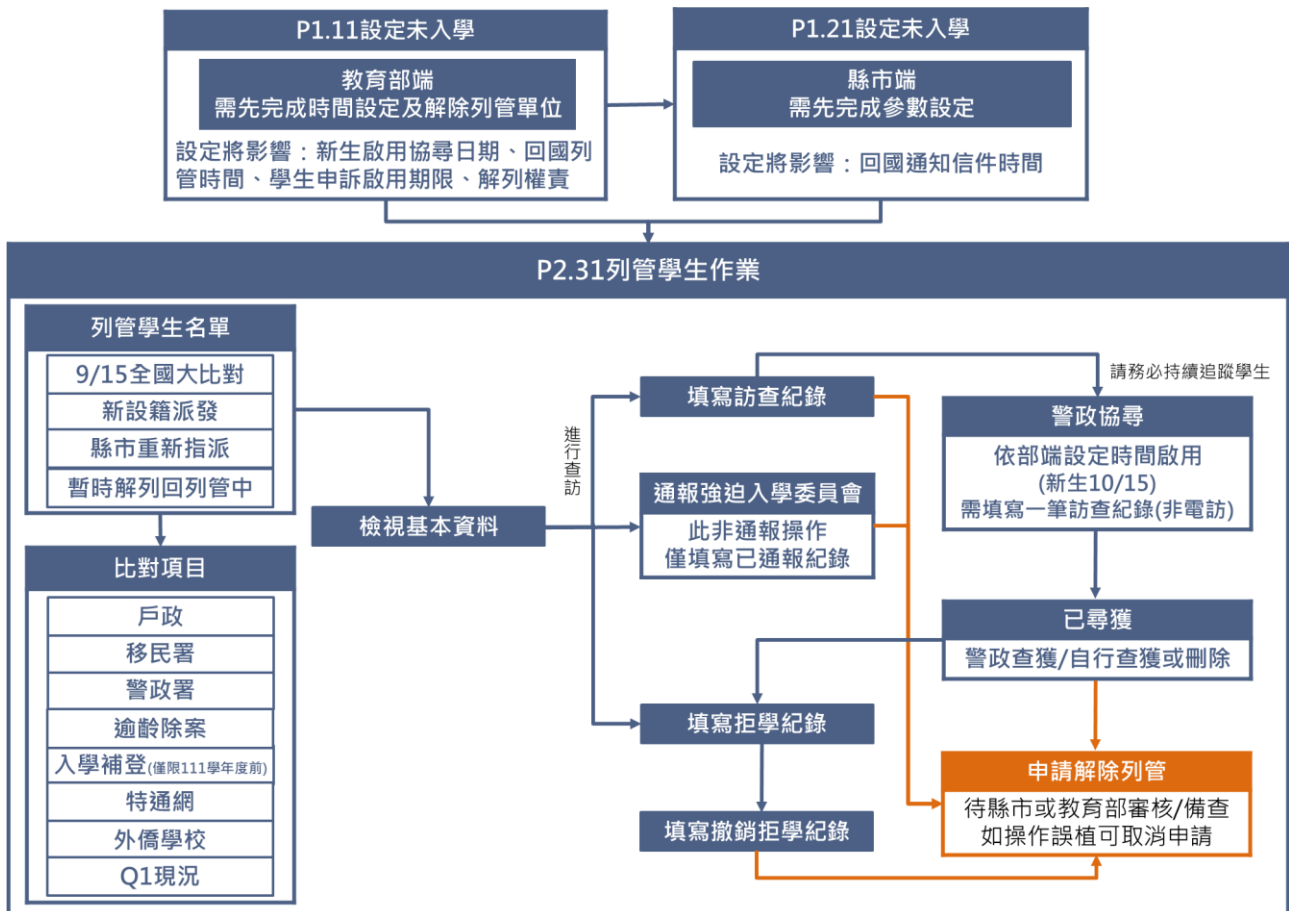 P1.11設定未入學
教育部端
需先完成時間設定及解除列管單位
設定將影響：新生啟用協尋日期、回國列
管時間、學生申訴啟用期限、解列權責
P1.21設定未入學
縣市端
需先完成參數設定
設定將影響：回國通知信件時間
P2.31列管學生作業
列管學生名單
9/15全國大比對
新設籍派發
縣市重新指派
暫時解列回列管中
比對項目
戶政
移民署
警政署
逾齡除案
入學補登(僅限111學年度前)
特通網
外僑學校
Q1現況
檢視基本資料
進行查訪
填寫訪查紀錄
通報強迫入學委員會
此非通報操作
僅填寫已通報紀錄
填寫拒學紀錄
填寫撤銷拒學紀錄
請務必持續追蹤學生
警政協尋
依部端設定時間啟用
(新生10/15)
需填寫一筆訪查紀錄(非電訪)
已尋獲
警政查獲/自行查獲或刪除
申請解除列管
待縣市或教育部審核/備查
如操作誤植可取消申請